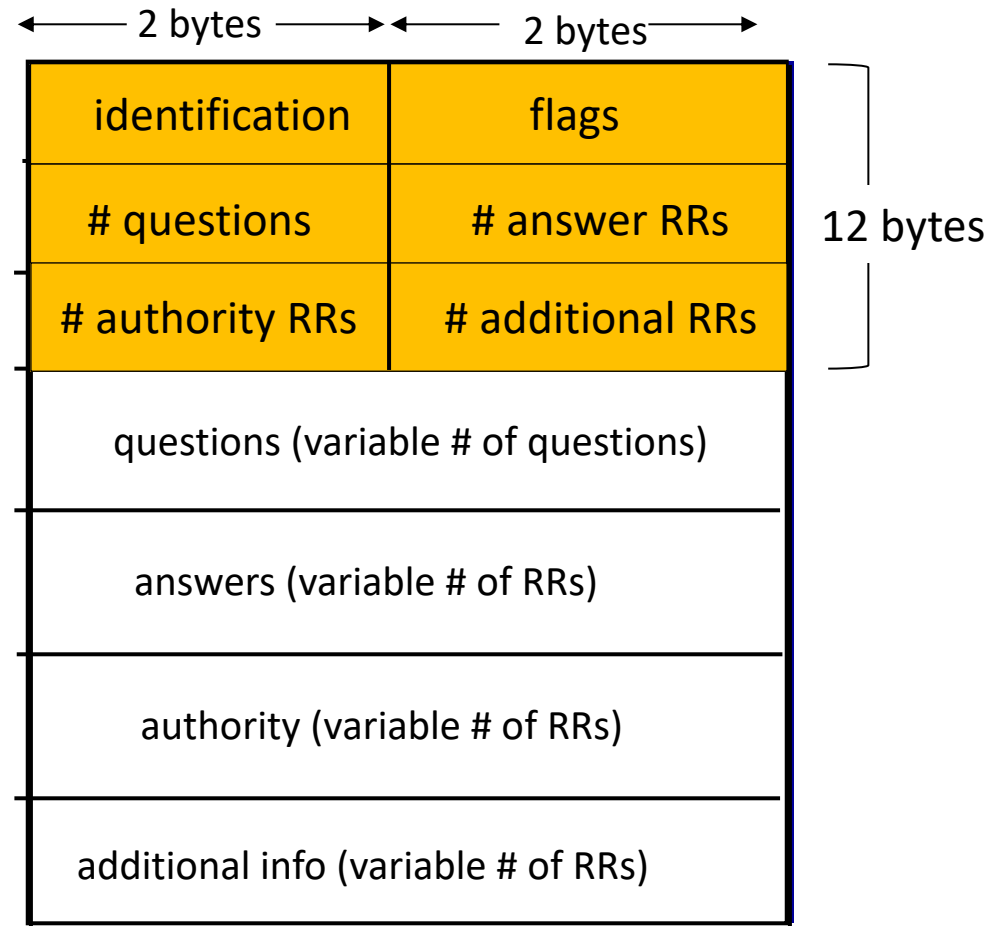 2 bytes 2 bytes
identification flags
# questions # answer RRs
12 bytes
# authority RRs # additional RRs
questions (variable # of questions)
answers (variable # of RRs)
authority (variable # of RRs)
additional info (variable # of RRs)